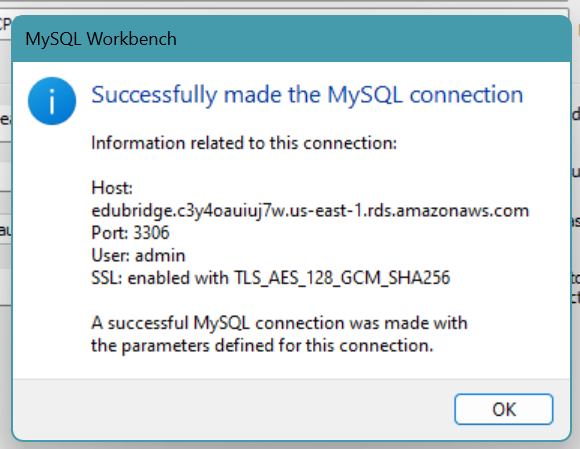 MySQL Workbench
Successfully made the MySQL connection
Information related to this connection:
Host:
edubridge.c3y4oauiuj7w.us-east-1.rds.amazonaws.com
Port: 3306
User: admin
SSL: enabled with TLS_AES_128_GCM_SHA256
A successful MySQL connection was made with
the parameters defined for this connection.
OK